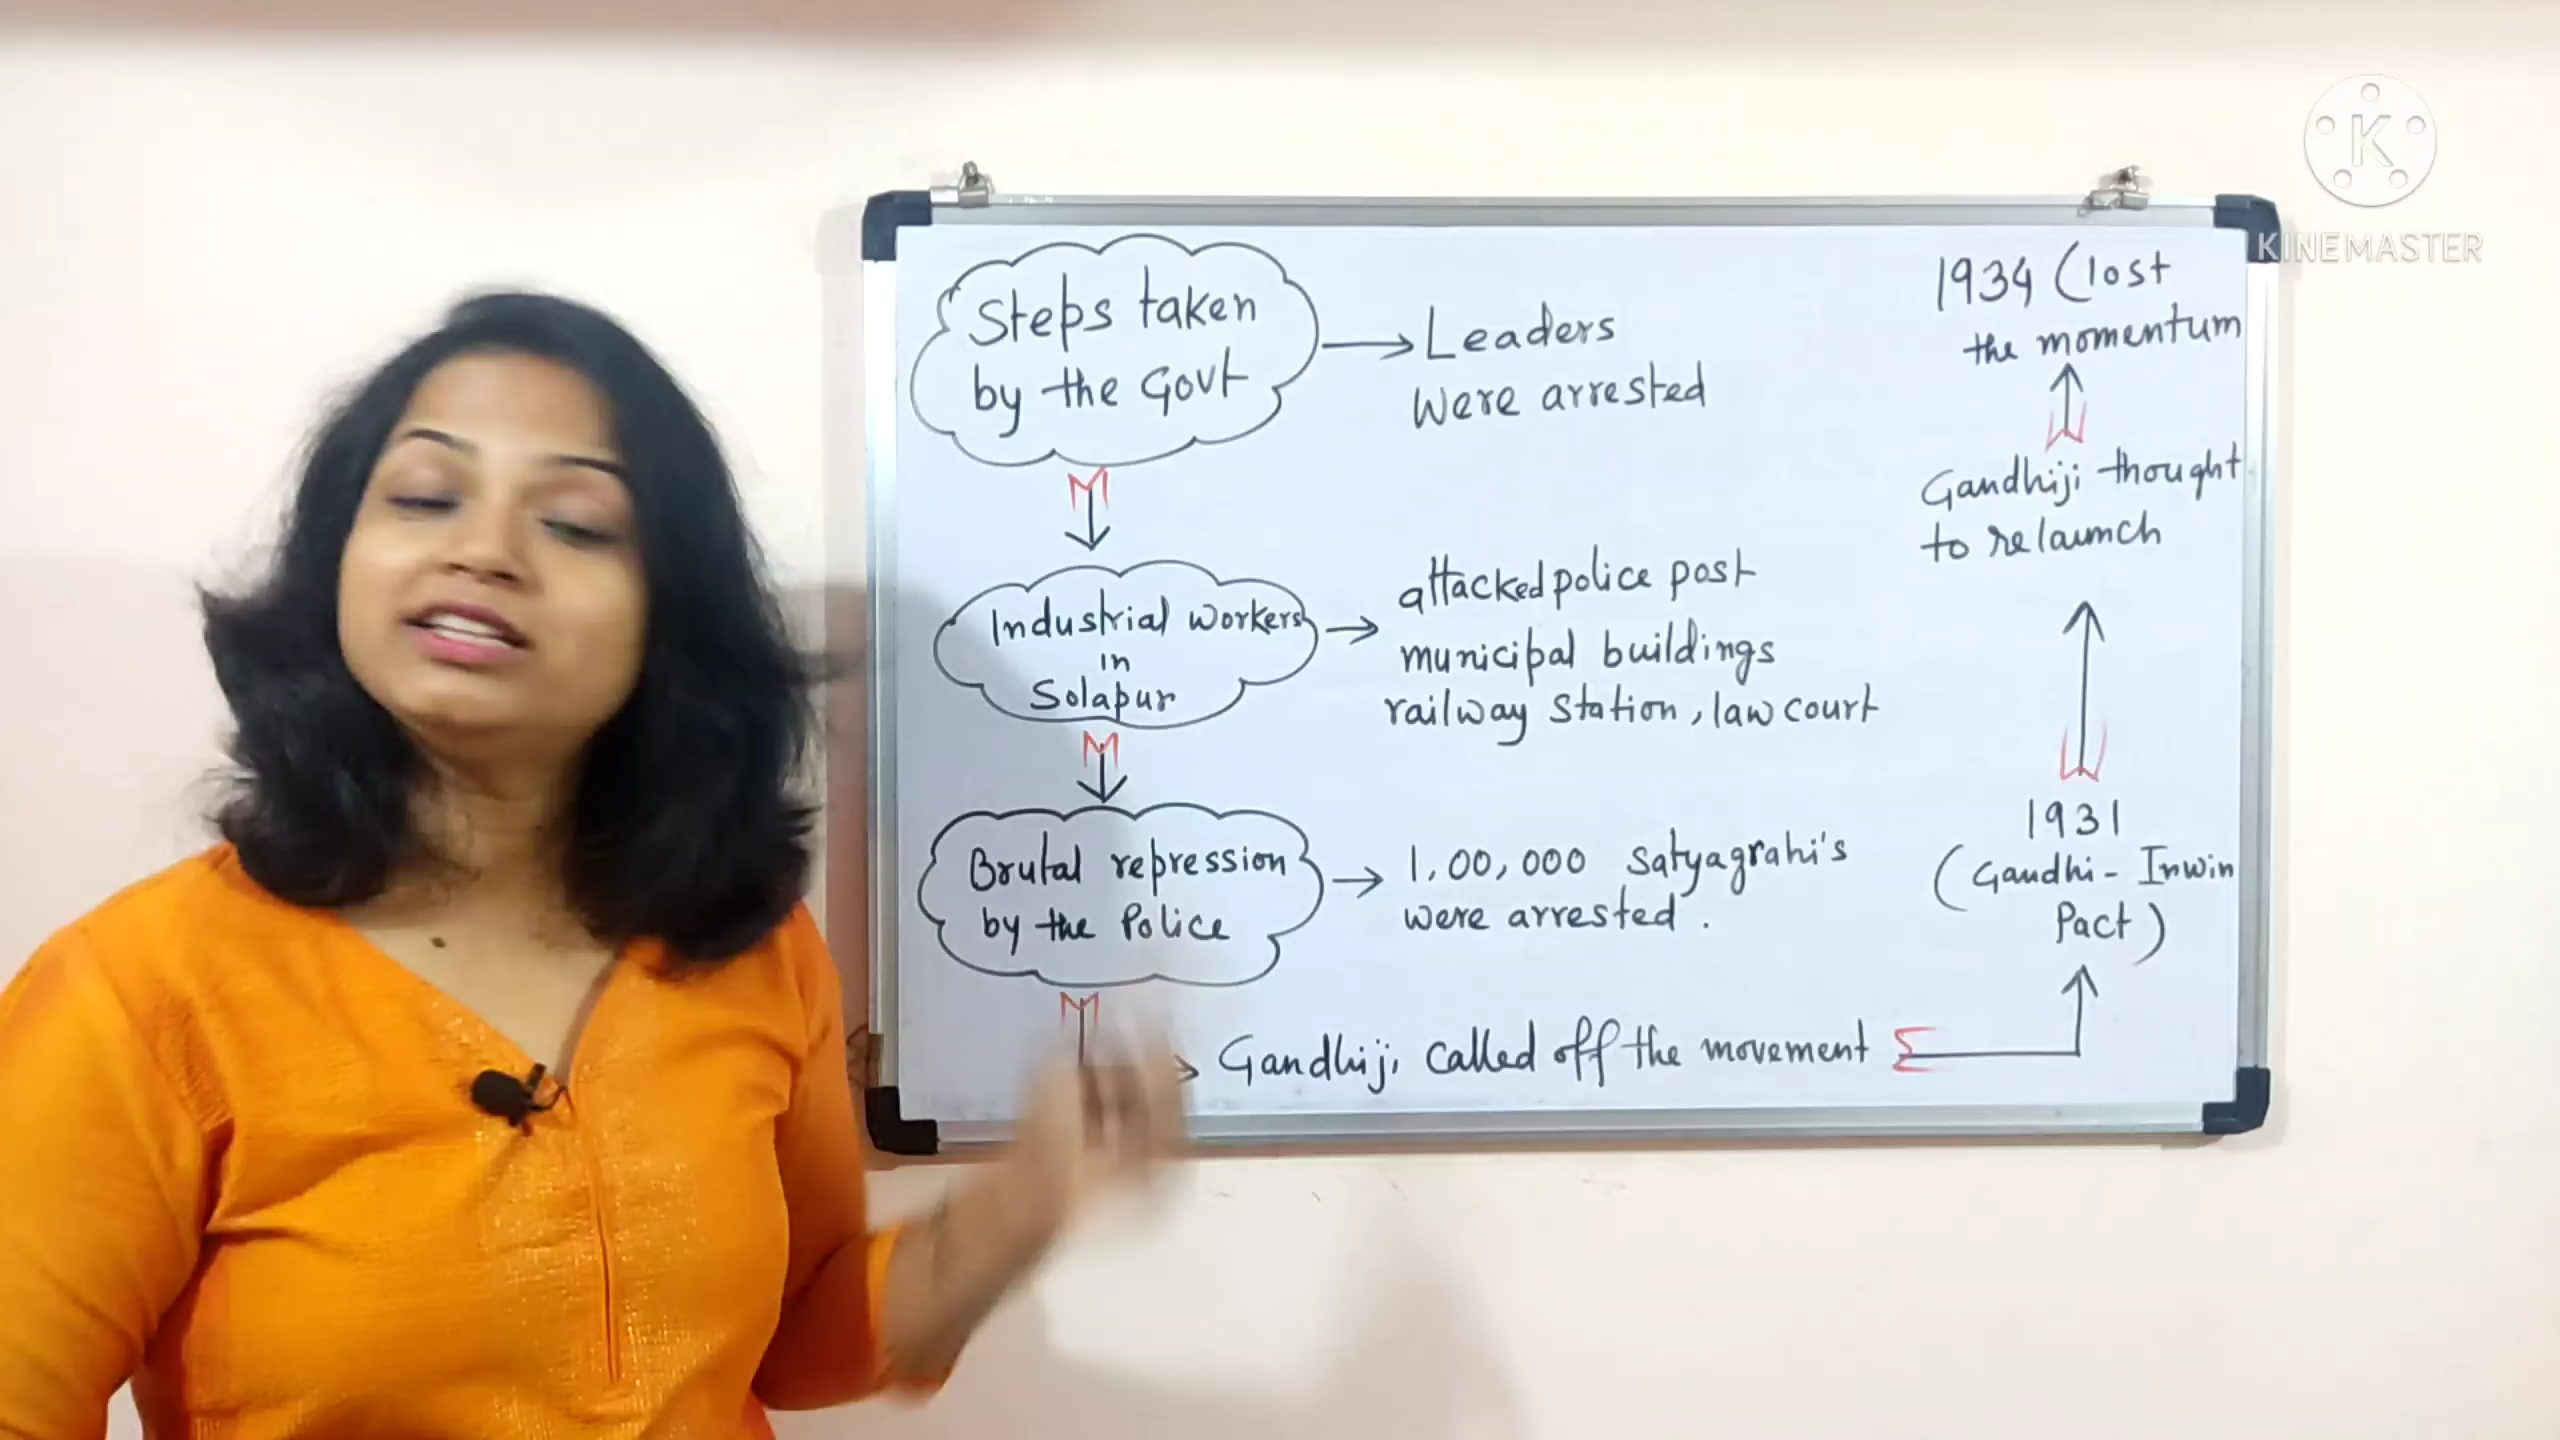 Steps taken
by the Govt
Leaders
were arrested
Industrial workers
in
Solapur
attacked police post
municipal buildings
railway station, law court
Brutal repression
by the Police
1,00,000 Satyagrahi's
were arrested.
Gandhiji called off the movement
1931
(Gandhi - Irwin
Pact)
Gandhiji thought
to relaunch
1934 (lost
the momentum
K
KINEMASTER